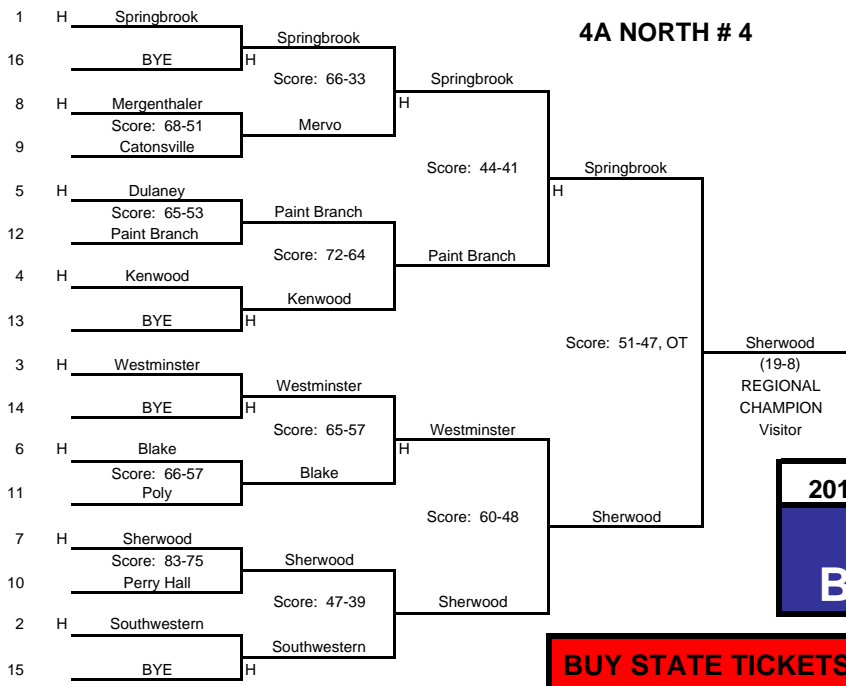 4A NORTH # 4
1 H Springbrook
Springbrook
16 BYE H
Score: 66-33
Springbrook
8 H Mergenthaler
H
Score: 68-51
Mervo
9 Catonsville
Score: 44-41
Springbrook
5 H Dulaney
H
Score: 65-53
Paint Branch
12 Paint Branch
Score: 72-64
Paint Branch
4 H Kenwood
Kenwood
13 BYE H
Score: 51-47, OT
Sherwood
(19-8)
REGIONAL
CHAMPION
Visitor
3 H Westminster
Westminster
14 BYE H
Score: 65-57
Westminster
6 H Blake
H
Score: 66-57
Blake
11 Poly
Score: 60-48
Sherwood
7 H Sherwood
Score: 83-75
Sherwood
10 Perry Hall
Score: 47-39
Sherwood
2 H Southwestern
Southwestern
15 BYE H
201
B
BUY STATE TICKETS